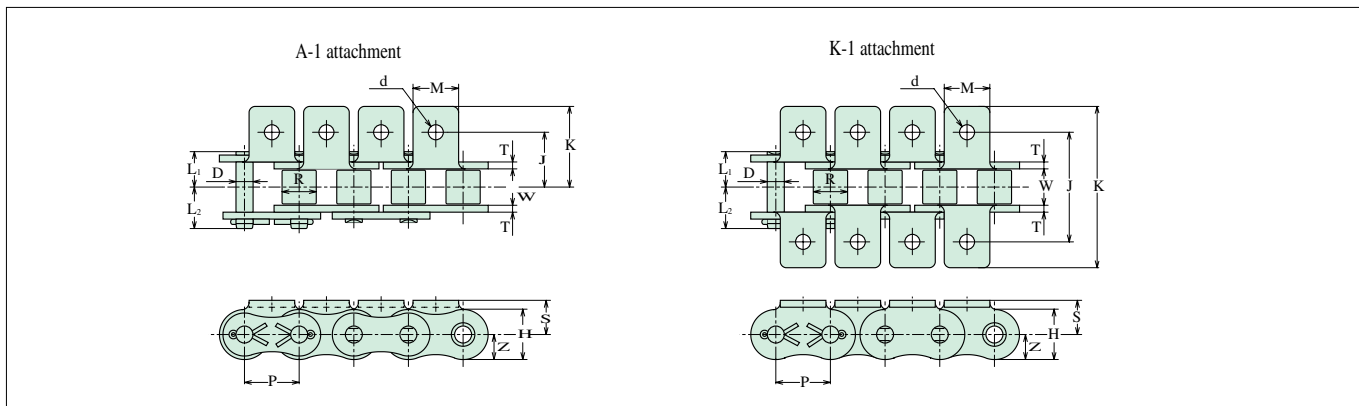 A-1 attachment
K-1 attachment
d
M
T
J
K
L1
D
R
W
L2
T
d
M
T
L1
D
R
W
J
K
L2
T
S
H
Z
P
S
H
Z
P